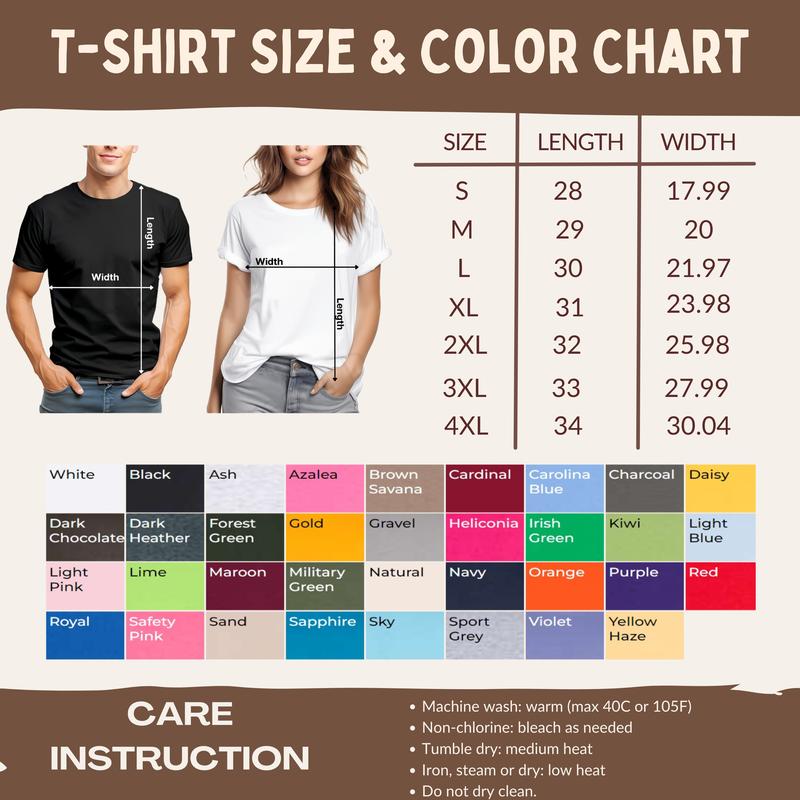 T-SHIRT SIZE & COLOR CHART
SIZE LENGTH WIDTH
S 28 17.99
M 29 20
L 30 21.97
XL 31 23.98
2XL 32 25.98
3XL 33 27.99
4XL 34 30.04
Length
Width
Width
Length
White
Black
Ash
Azalea
Brown
Savana
Cardinal
Carolina
Blue
Charcoal
Daisy
Dark
Chocolate
Dark
Heather
Forest
Green
Gold
Gravel
Heliconia
Irish
Green
Kiwi
Light
Blue
Light
Pink
Lime
Maroon
Military
Green
Natural
Navy
Orange
Purple
Red
Royal
Safety
Pink
Sand
Sapphire
Sky
Sport
Grey
Violet
Yellow
Haze
CARE
INSTRUCTION
• Machine wash: warm (max 40C or 105F)
• Non-chlorine: bleach as needed
• Tumble dry: medium heat
• Iron, steam or dry: low heat
• Do not dry clean.